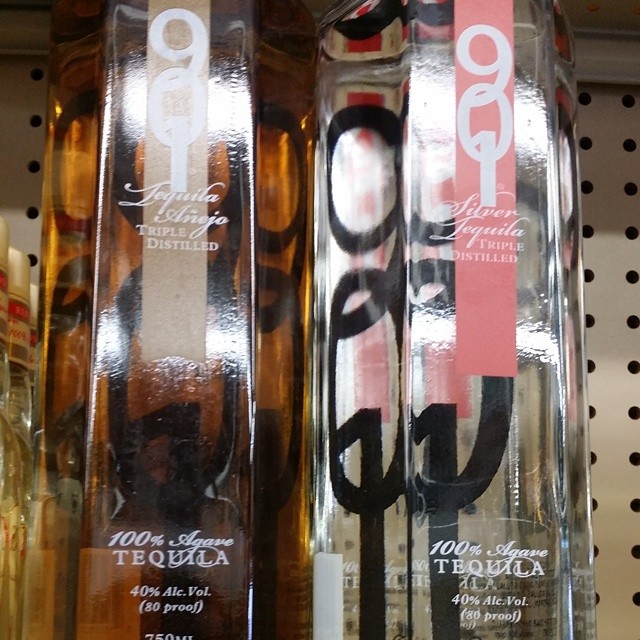 901
Tequila
Añejo
TRIPLE
DISTILLED
100% Agave
TEQUILA
40% Alc.Vol.
(80 proof)
750ML
901
Silver
Tequila
TRIPLE
DISTILLED
100% Agave
TEQUILA
40% Alc.Vol.
(80 proof)